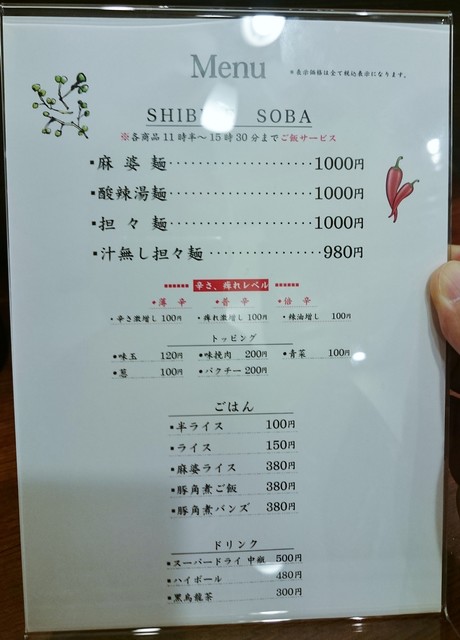 Menu ＊表示価格は全て税込表示になります。
SOBA
※各商品11時半～15時30分までご飯サービス
▪麻婆麺····················1000円
▪酸辣湯麺··················1000円
▪担々麺····················1000円
▪汁無し担々麺················980円
辛さ、痺れレベル
•薄辛 •普辛 •倍辛
・辛さ激増し 100円 ・痺れ激増し 100円 ・辣油増し 100円
トッピング
▪味玉 120円 ▪味挽肉 200円 ▪青菜 100円
▪葱 100円 ▪パクチー 200円
ごはん
▪半ライス 100円
▪ライス 150円
▪麻婆ライス 380円
▪豚角煮ご飯 380円
▪豚角煮バンズ 380円
ドリンク
▪スーパードライ 中瓶 500円
▪ハイボール 480円
▪黒烏龍茶 300円